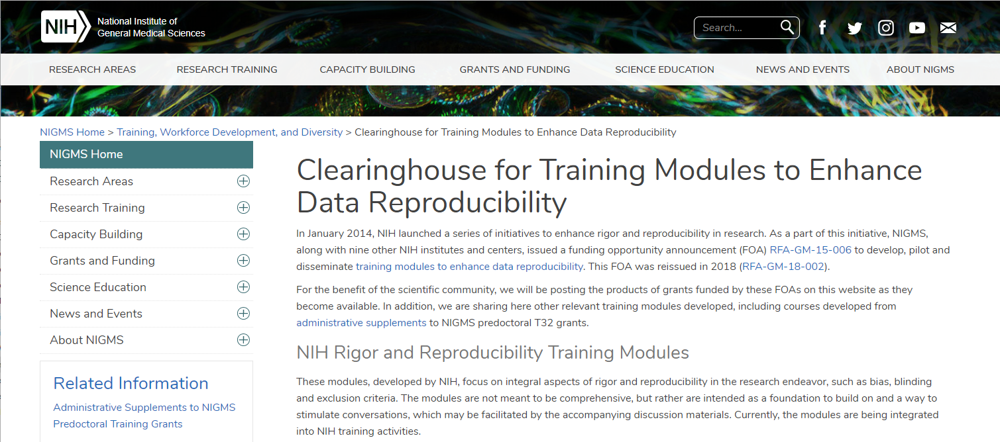 NIH
National Institute of
General Medical Sciences
Search...
RESEARCH AREAS
RESEARCH TRAINING
CAPACITY BUILDING
GRANTS AND FUNDING
SCIENCE EDUCATION
NEWS AND EVENTS
ABOUT NIGMS
NIGMS Home > Training, Workforce Development, and Diversity > Clearinghouse for Training Modules to Enhance Data Reproducibility
NIGMS Home
Research Areas
Research Training
Capacity Building
Grants and Funding
Science Education
News and Events
About NIGMS
Related Information
Administrative Supplements to NIGMS
Predoctoral Training Grants
Clearinghouse for Training Modules to Enhance
Data Reproducibility
In January 2014, NIH launched a series of initiatives to enhance rigor and reproducibility in research. As a part of this initiative, NIGMS,
along with nine other NIH institutes and centers, issued a funding opportunity announcement (FOA) RFA-GM-15-006 to develop, pilot and
disseminate training modules to enhance data reproducibility. This FOA was reissued in 2018 (RFA-GM-18-002).
For the benefit of the scientific community, we will be posting the products of grants funded by these FOAs on this website as they
become available. In addition, we are sharing here other relevant training modules developed, including courses developed from
administrative supplements to NIGMS predoctoral T32 grants.
NIH Rigor and Reproducibility Training Modules
These modules, developed by NIH, focus on integral aspects of rigor and reproducibility in the research endeavor, such as bias, blinding
and exclusion criteria. The modules are not meant to be comprehensive, but rather are intended as a foundation to build on and a way to
stimulate conversations, which may be facilitated by the accompanying discussion materials. Currently, the modules are being integrated
into NIH training activities.